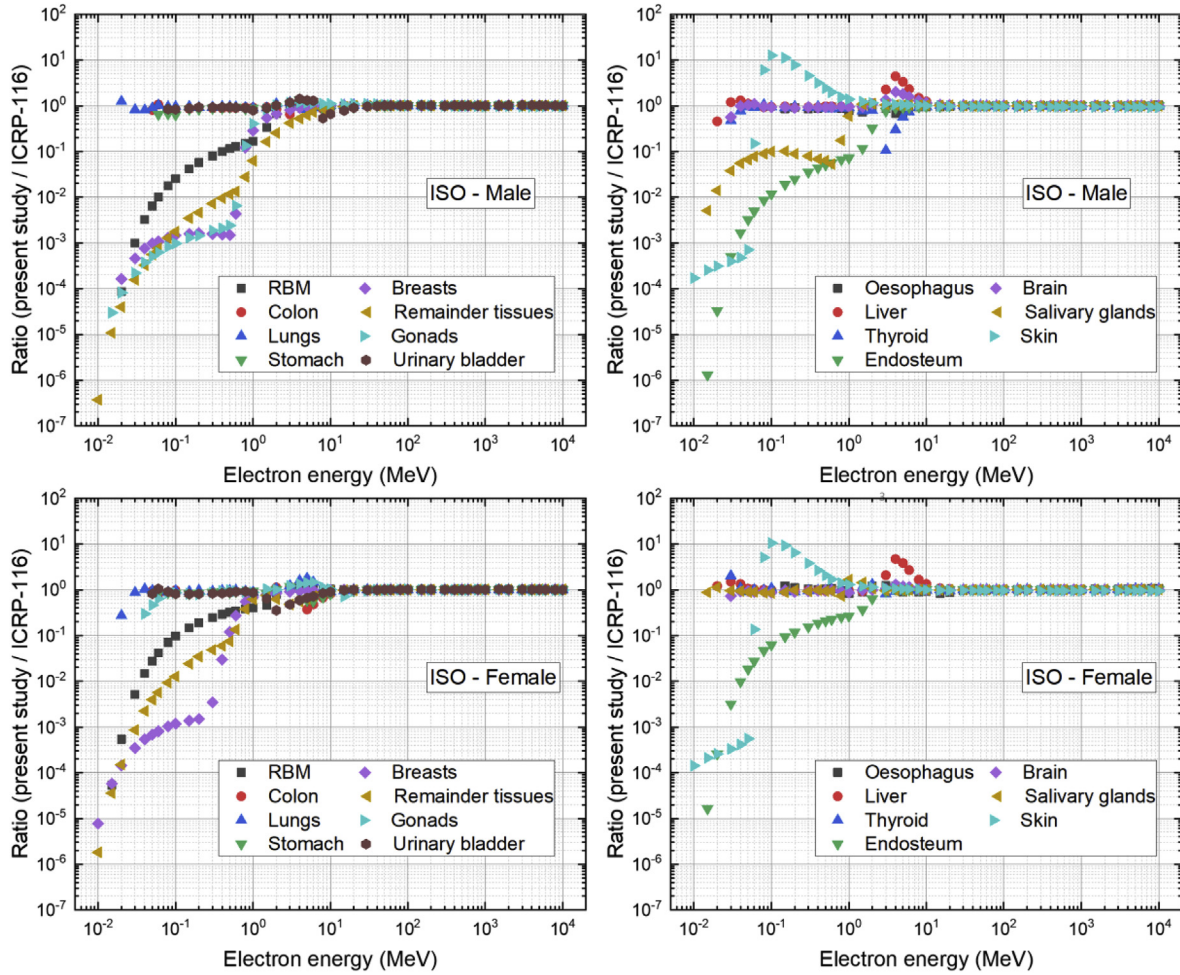 Ratio (present study / ICRP-116)
10²
10¹
10⁰
10⁻¹
10⁻²
10⁻³
10⁻⁴
10⁻⁵
10⁻⁶
10⁻⁷
ISO - Male
RBM Breasts
Colon Remainder tissues
Lungs Gonads
Stomach Urinary bladder
10⁻² 10⁻¹ 10⁰ 10¹ 10² 10³ 10⁴
Electron energy (MeV)
Ratio (present study / ICRP-116)
10²
10¹
10⁰
10⁻¹
10⁻²
10⁻³
10⁻⁴
10⁻⁵
10⁻⁶
10⁻⁷
ISO - Male
Oesophagus Brain
Liver Salivary glands
Thyroid Skin
Endosteum
10⁻² 10⁻¹ 10⁰ 10¹ 10² 10³ 10⁴
Electron energy (MeV)
Ratio (present study / ICRP-116)
10²
10¹
10⁰
10⁻¹
10⁻²
10⁻³
10⁻⁴
10⁻⁵
10⁻⁶
10⁻⁷
ISO - Female
RBM Breasts
Colon Remainder tissues
Lungs Gonads
Stomach Urinary bladder
10⁻² 10⁻¹ 10⁰ 10¹ 10² 10³ 10⁴
Electron energy (MeV)
3
Ratio (present study / ICRP-116)
10²
10¹
10⁰
10⁻¹
10⁻²
10⁻³
10⁻⁴
10⁻⁵
10⁻⁶
10⁻⁷
ISO - Female
Oesophagus Brain
Liver Salivary glands
Thyroid Skin
Endosteum
10⁻² 10⁻¹ 10⁰ 10¹ 10² 10³ 10⁴
Electron energy (MeV)